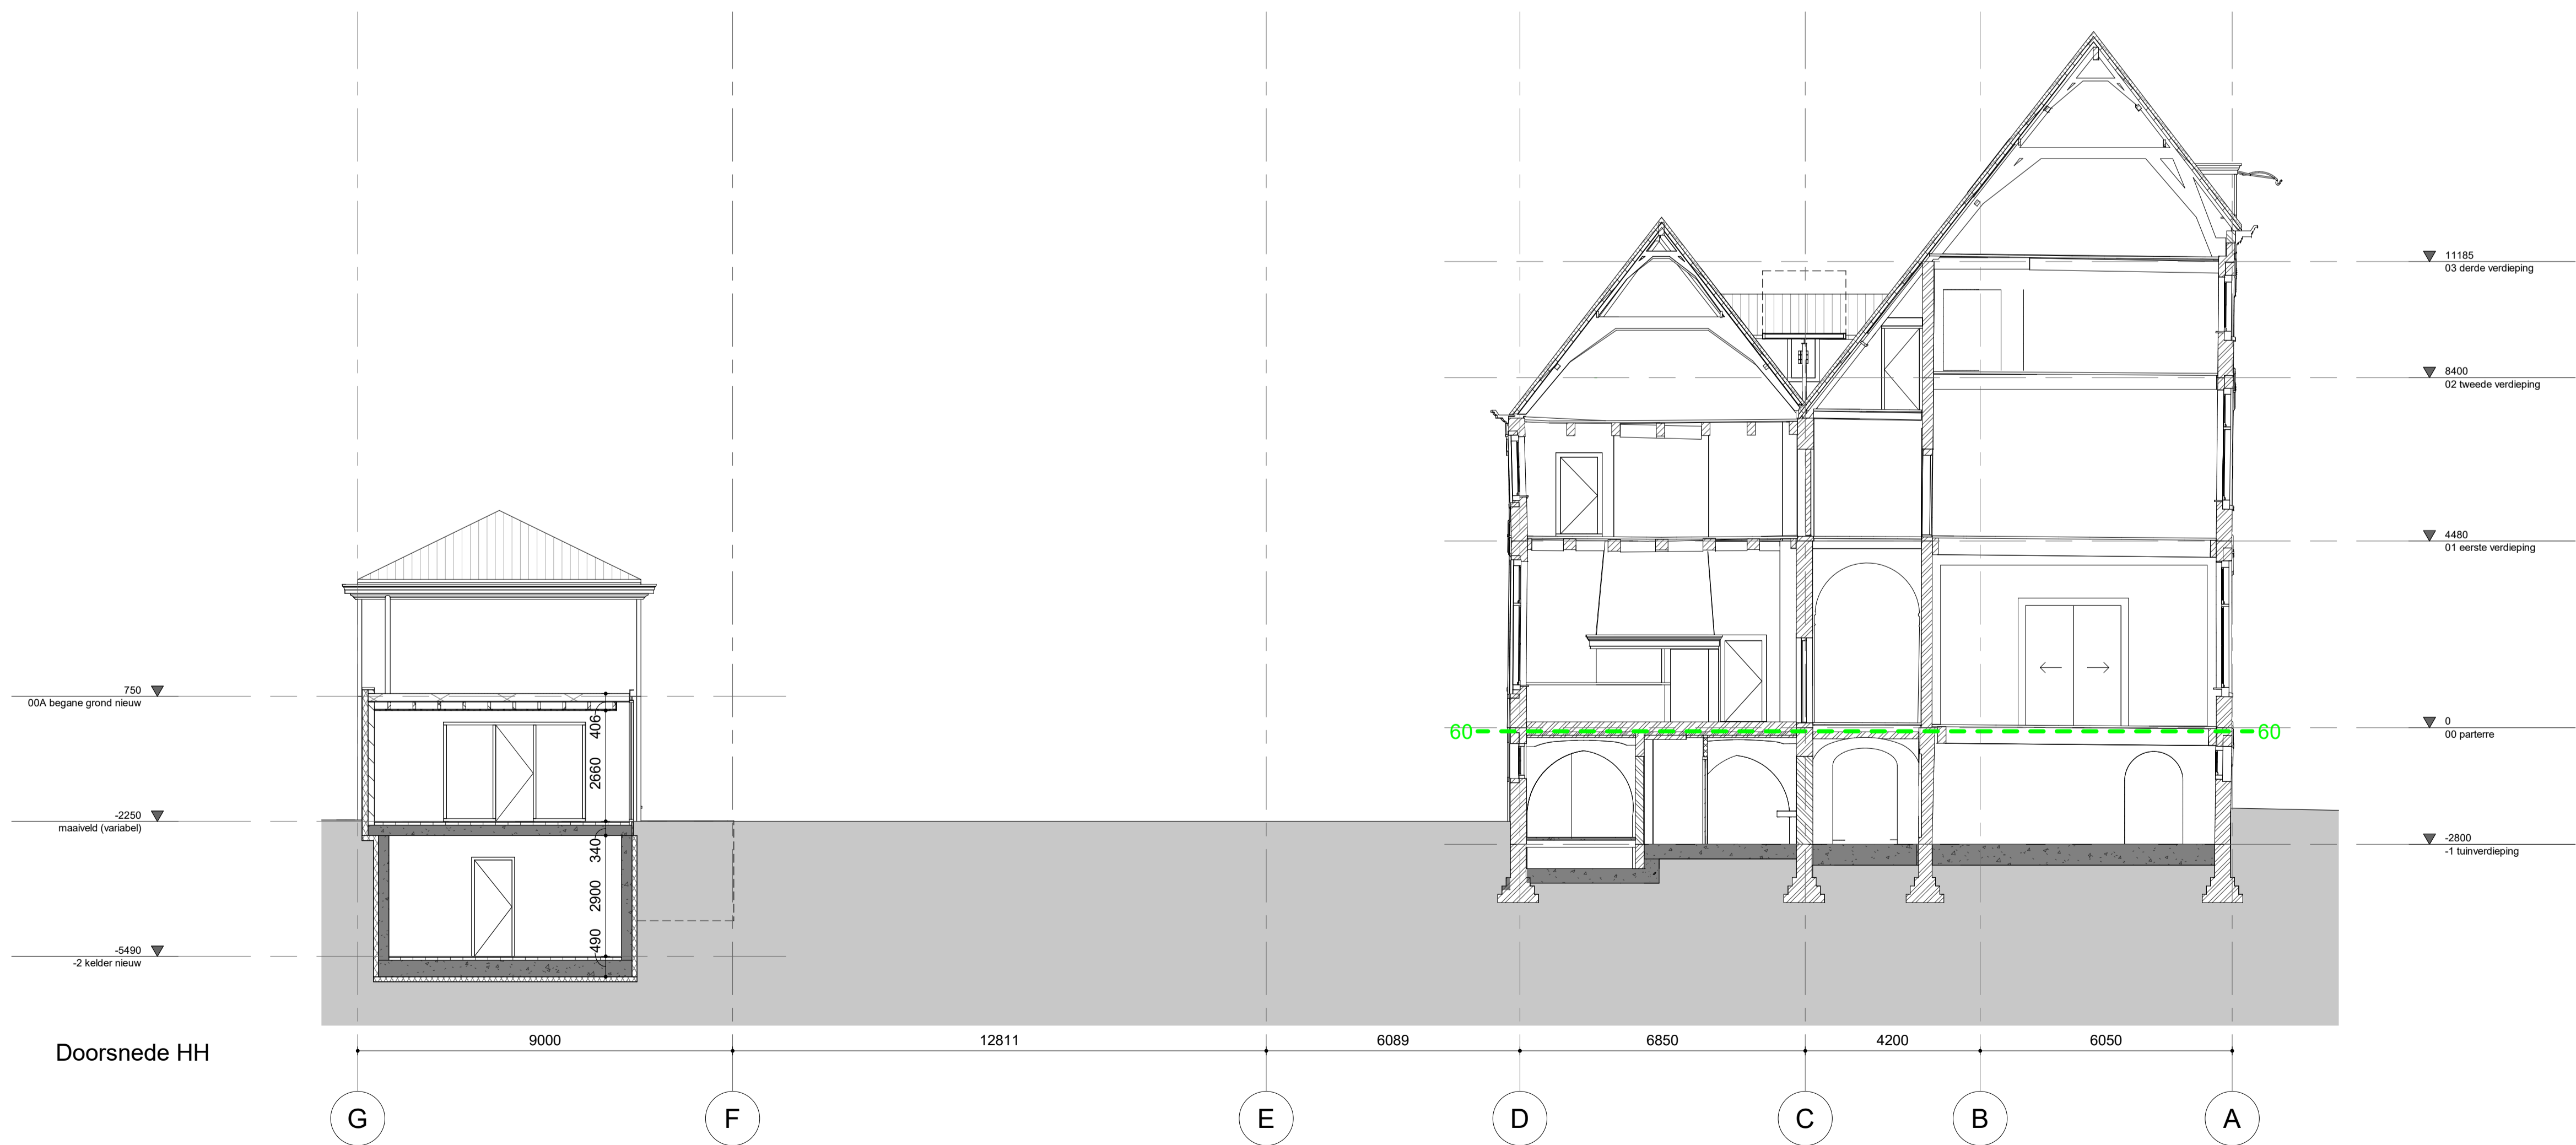 11185
03 derde verdieping
8400
02 tweede verdieping
4480
01 eerste verdieping
750
00A begane grond nieuw
406
60
60
0
00 parterre
2660
-2250
maaiveld (variabel)
340
-2800
-1 tuinverdieping
2900
490
-5490
-2 kelder nieuw
Doorsnede HH
9000
12811
6089
6850
4200
6050
G
F
E
D
C
B
A